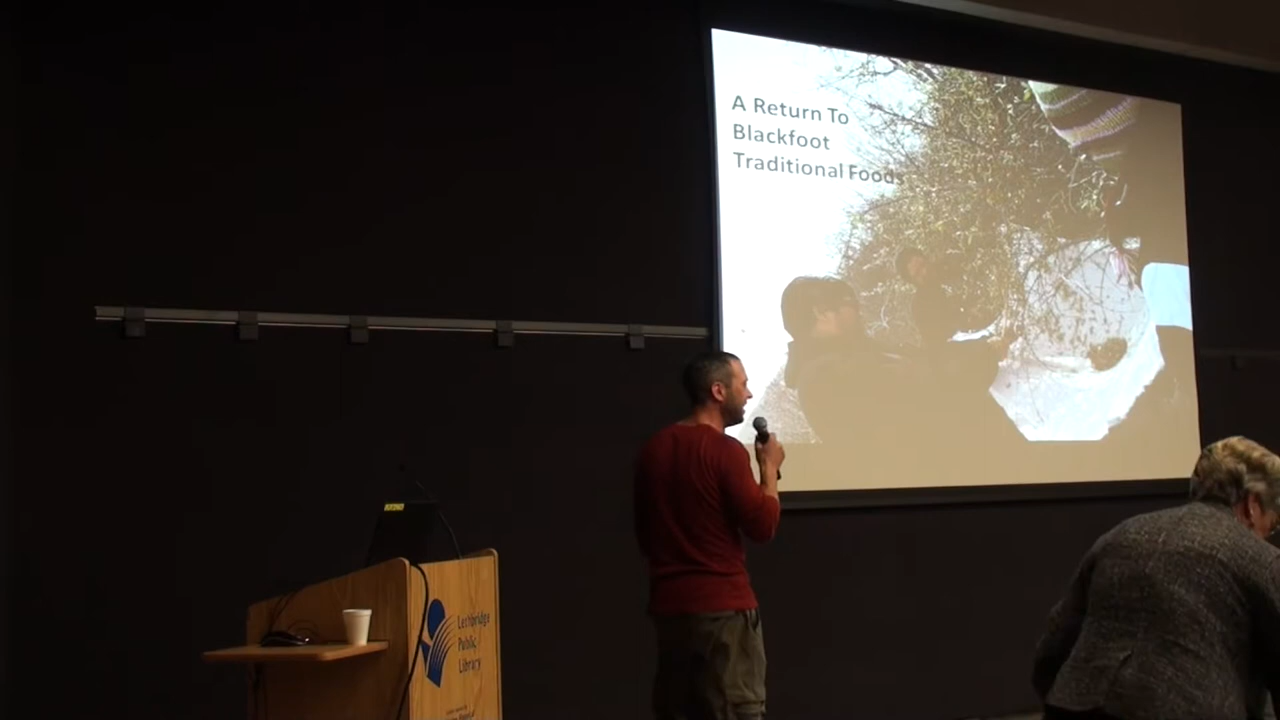 A Return To
Blackfoot
Traditional Foods
Lethbridge
Public
Library